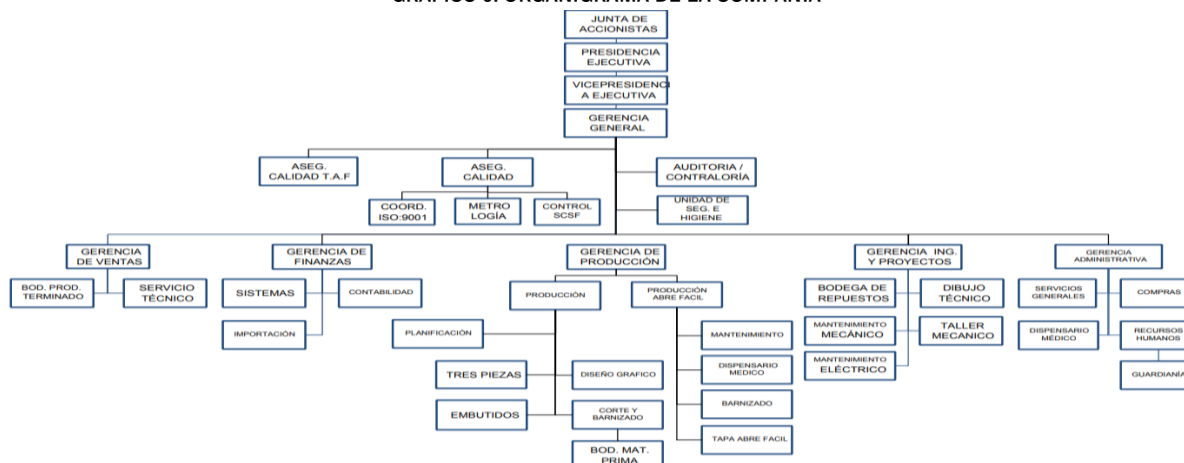 JUNTA DE
ACCIONISTAS
PRESIDENCIA
EJECUTIVA
VICEPRESIDENCI
A EJECUTIVA
GERENCIA
GENERAL
ASEG.
CALIDAD T.A.F
ASEG.
CALIDAD
AUDITORIA /
CONTRALORÍA
COORD.
ISO:9001
METRO
LOGÍA
CONTROL
SCSF
UNIDAD DE
SEG. E
HIGIENE
GERENCIA
DE VENTAS
GERENCIA DE
FINANZAS
GERENCIA DE
PRODUCCIÓN
GERENCIA ING.
Y PROYECTOS
GERENCIA
ADMINISTRATIVA
BOD. PROD.
TERMINADO
SERVICIO
TÉCNICO
SISTEMAS
CONTABILIDAD
PRODUCCIÓN
PRODUCCIÓN
ABRE FACIL
BODEGA DE
REPUESTOS
DIBUJO
TÉCNICO
SERVICIOS
GENERALES
COMPRAS
IMPORTACIÓN
PLANIFICACIÓN
MANTENIMIENTO
MANTENIMIENTO
MECÁNICO
TALLER
MECANICO
DISPENSARIO
MÉDICO
RECURSOS
HUMANOS
TRES PIEZAS
DISEÑO GRAFICO
DISPENSARIO
MEDICO
MANTENIMIENTO
ELÉCTRICO
GUARDIANÍA
EMBUTIDOS
CORTE Y
BARNIZADO
BARNIZADO
BOD. MAT.
PRIMA
TAPA ABRE FACIL